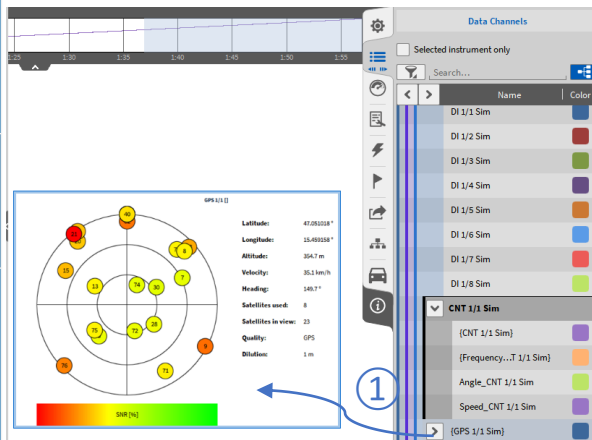 Data Channels
Selected instrument only
Search...
Name Color
1:25 1:30 1:35 1:40 1:45 1:50 1:55
DI 1/1 Sim
DI 1/2 Sim
DI 1/3 Sim
DI 1/4 Sim
DI 1/5 Sim
DI 1/6 Sim
DI 1/7 Sim
DI 1/8 Sim
CNT 1/1 Sim
{CNT 1/1 Sim}
{Frequency...T 1/1 Sim}
Angle_CNT 1/1 Sim
Speed_CNT 1/1 Sim
{GPS 1/1 Sim}
1
GPS 1/1 []
Latitude: 47.051018 °
Longitude: 15.459158 °
Altitude: 354.7 m
Velocity: 35.1 km/h
Heading: 149.7 °
Satellites used: 8
Satellites in view: 23
Quality: GPS
Dilution: 1 m
40
8
15
7
13
74
30
75
72
28
9
76
71
SNR [%]